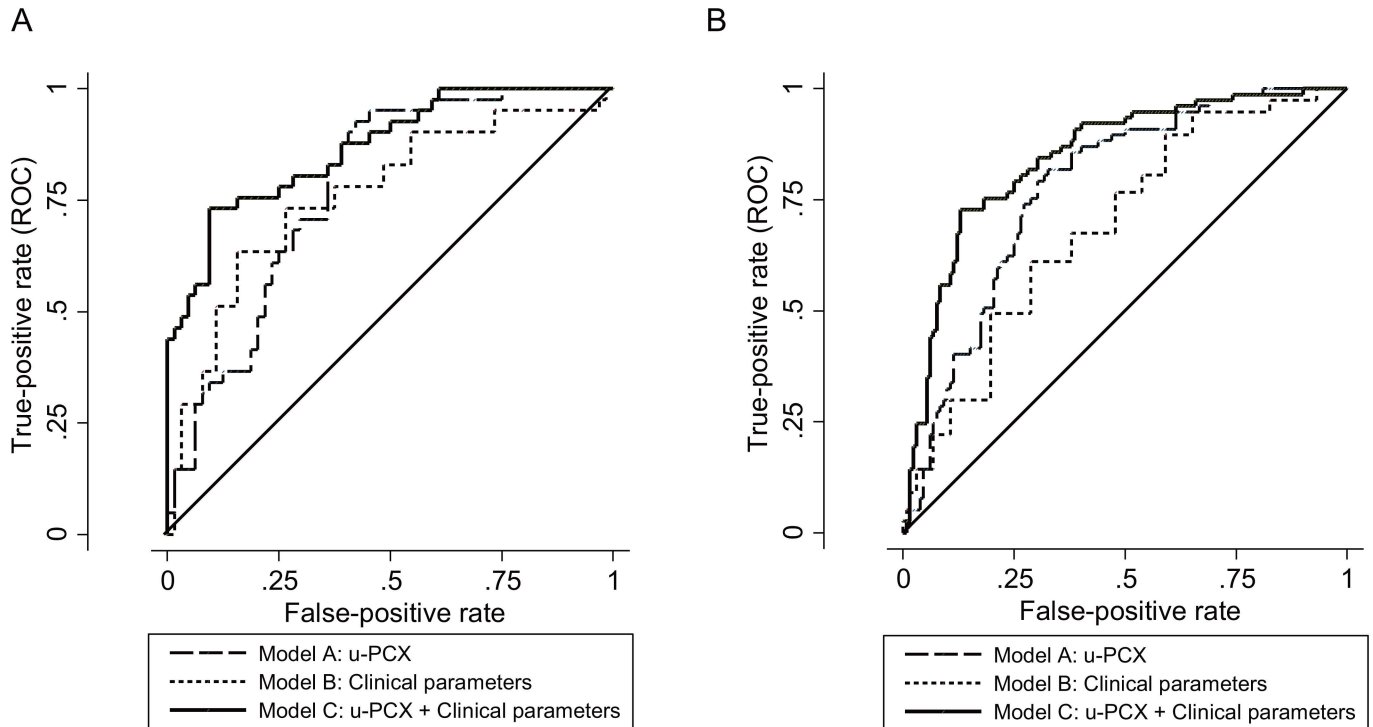 A
True-positive rate (ROC)
1
.75
.5
.25
0
0 .25 .5 .75 1
False-positive rate
Model A: u-PCX
Model B: Clinical parameters
Model C: u-PCX + Clinical parameters
B
True-positive rate (ROC)
1
.75
.5
.25
0
0 .25 .5 .75 1
False-positive rate
Model A: u-PCX
Model B: Clinical parameters
Model C: u-PCX + Clinical parameters